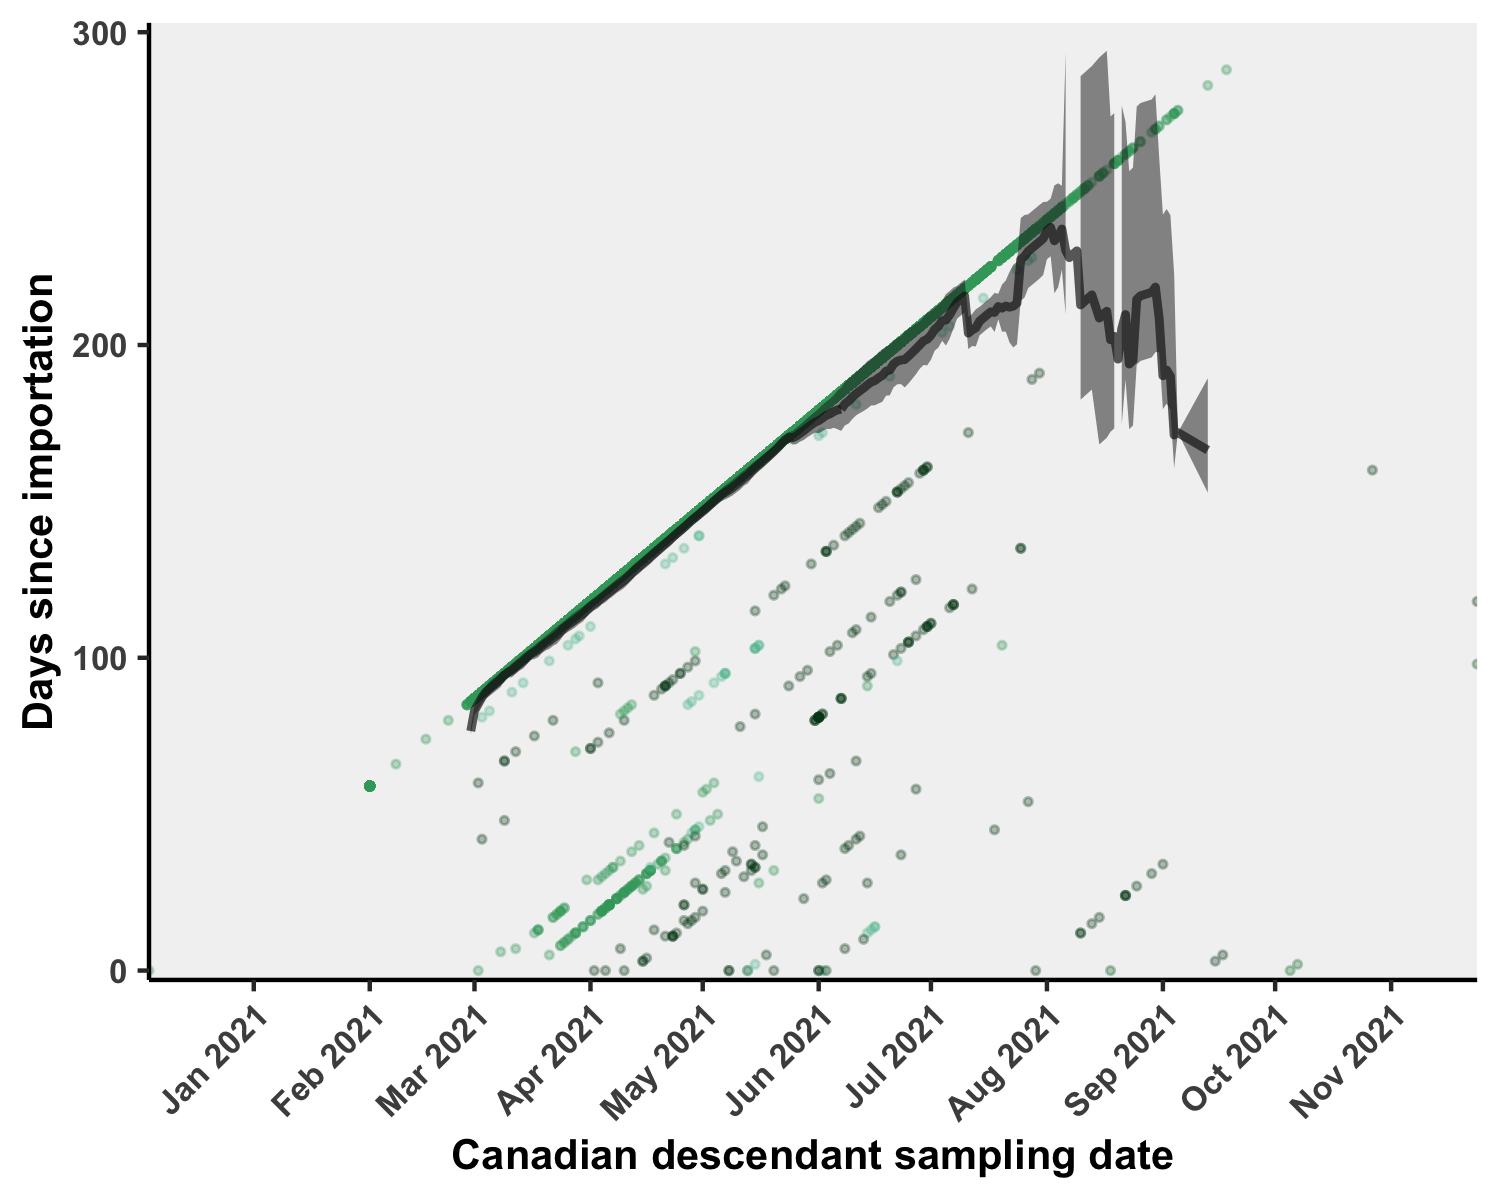 300
200
100
0
Days since importation
Jan 2021
Feb 2021
Mar 2021
Apr 2021
May 2021
Jun 2021
Jul 2021
Aug 2021
Sep 2021
Oct 2021
Nov 2021
Canadian descendant sampling date